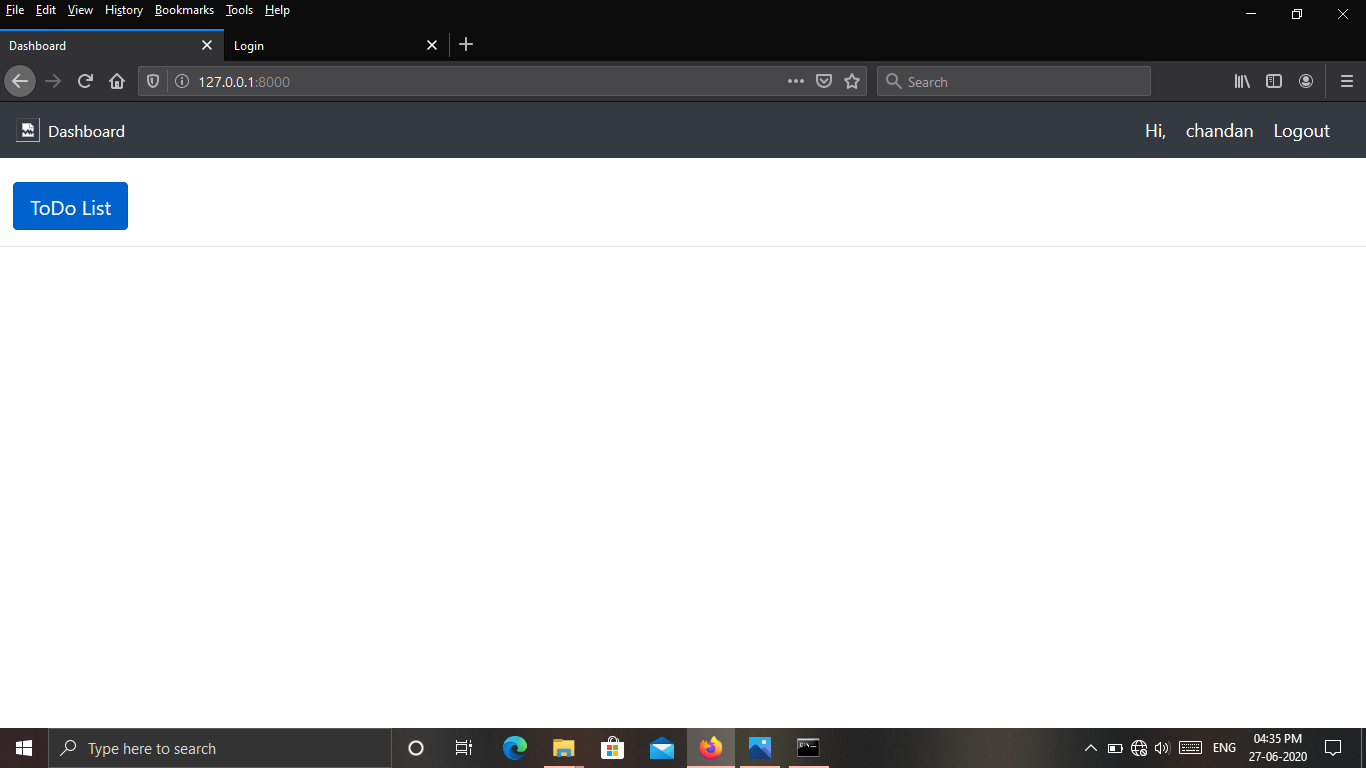 File Edit View History Bookmarks Tools Help
Dashboard Login
127.0.0.1:8000 Search
Dashboard Hi, chandan Logout
ToDo List
Type here to search ENG 04:35 PM
27-06-2020